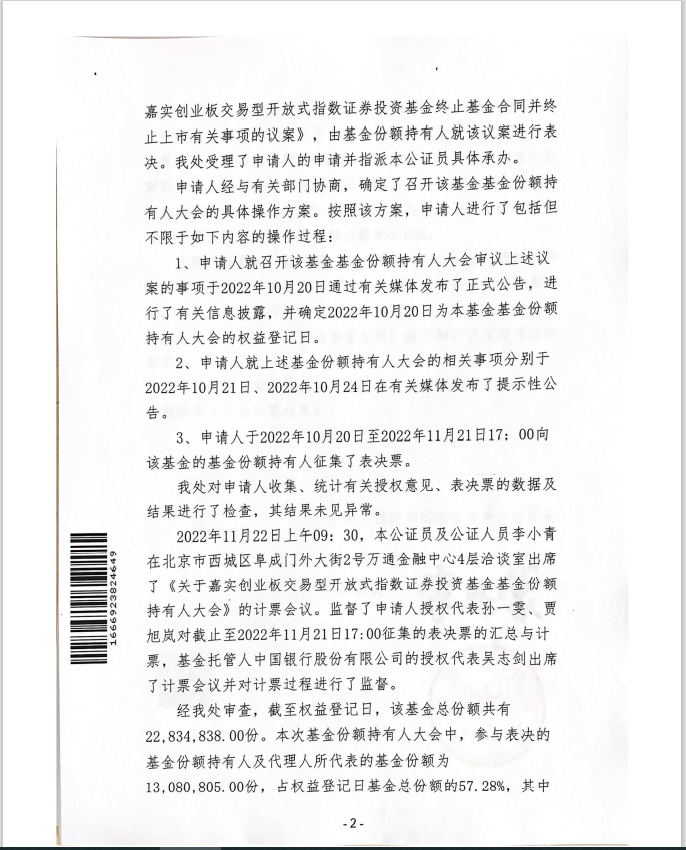 嘉实创业板交易型开放式指数证券投资基金终止基金合同并终
止上市有关事项的议案》，由基金份额持有人就该议案进行表
决。我处受理了申请人的申请并指派本公证员具体承办。
申请人经与有关部门协商，确定了召开该基金基金份额持
有人大会的具体操作方案。按照该方案，申请人进行了包括但
不限于如下内容的操作过程：
1、申请人就召开该基金基金份额持有人大会审议上述议
案的事项于2022年10月20日通过有关媒体发布了正式公告，进
行了有关信息披露，并确定2022年10月20日为本基金基金份额
持有人大会的权益登记日。
2、申请人就上述基金份额持有人大会的相关事项分别于
2022年10月21日、2022年10月24日在有关媒体发布了提示性公
告。
3、申请人于2022年10月20日至2022年11月21日17：00向
该基金的基金份额持有人征集了表决票。
我处对申请人收集、统计有关授权意见、表决票的数据及
结果进行了检查，其结果未见异常。
2022年11月22日上午09：30，本公证员及公证人员李小青
在北京市西城区阜成门外大街2号万通金融中心4层洽谈室出席
了《关于嘉实创业板交易型开放式指数证券投资基金基金份额
持有人大会》的计票会议。监督了申请人授权代表孙一雯、贾
旭岚对截止至2022年11月21日17:00征集的表决票的汇总与计
票，基金托管人中国银行股份有限公司的授权代表吴志剑出席
了计票会议并对计票过程进行了监督。
经我处审查，截至权益登记日，该基金总份额共有
22,834,838.00份。本次基金份额持有人大会中，参与表决的
基金份额持有人及代理人所代表的基金份额为
13,080,805.00份，占权益登记日基金总份额的57.28%，其中
1666923824649
-2-